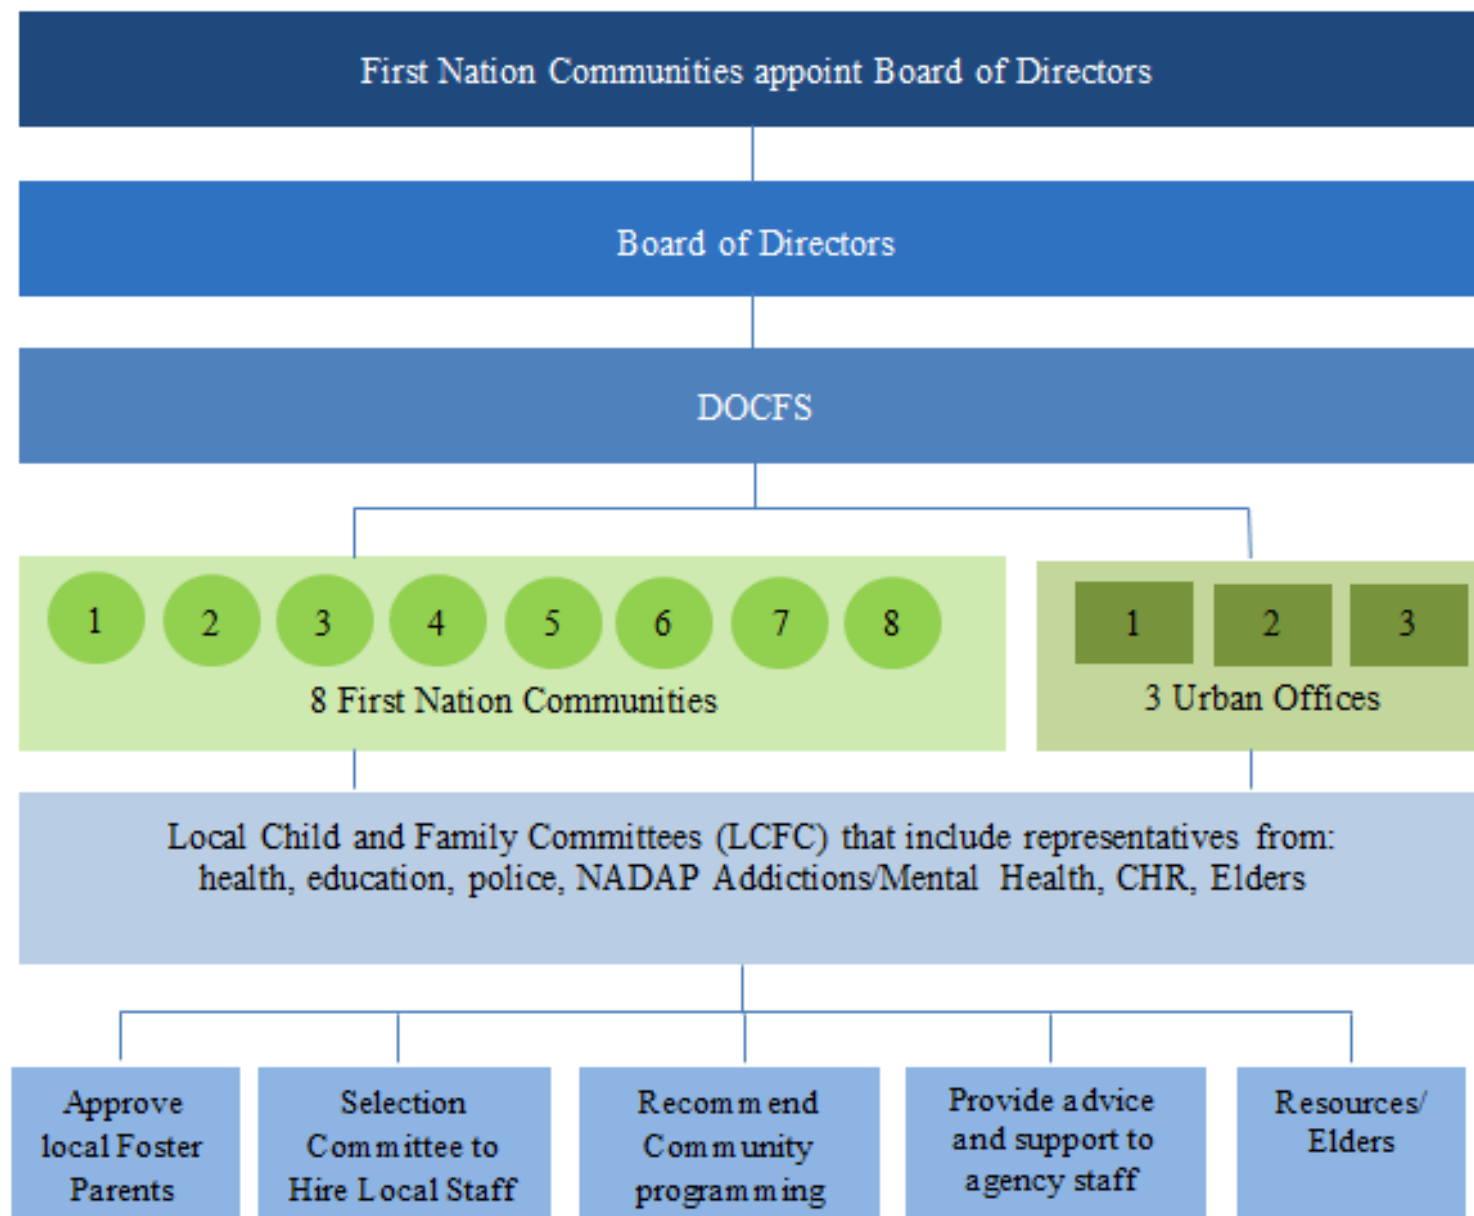 First Nation Communities appoint Board of Directors
Board of Directors
DOCFS
1 2 3 4 5 6 7 8
8 First Nation Communities
1 2 3
3 Urban Offices
Local Child and Family Committees (LCFC) that include representatives from:
health, education, police, NADAP Addictions/Mental Health, CHR, Elders
Approve
local Foster
Parents
Selection
Committee to
Hire Local Staff
Recommend
Community
programming
Provide advice
and support to
agency staff
Resources/
Elders